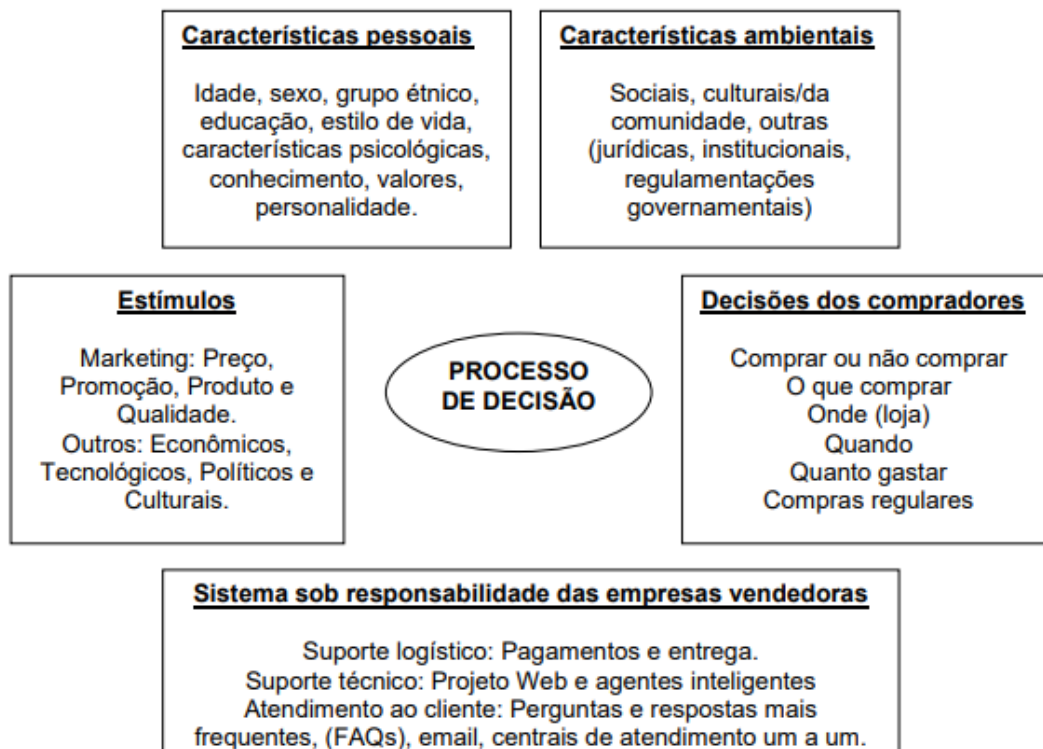 Características pessoais
Idade, sexo, grupo étnico,
educação, estilo de vida,
características psicológicas,
conhecimento, valores,
personalidade.
Características ambientais
Sociais, culturais/da
comunidade, outras
(jurídicas, institucionais,
regulamentações
governamentais)
Estímulos
Marketing: Preço,
Promoção, Produto e
Qualidade.
Outros: Econômicos,
Tecnológicos, Políticos e
Culturais.
PROCESSO
DE DECISÃO
Decisões dos compradores
Comprar ou não comprar
O que comprar
Onde (loja)
Quando
Quanto gastar
Compras regulares
Sistema sob responsabilidade das empresas vendedoras
Suporte logístico: Pagamentos e entrega.
Suporte técnico: Projeto Web e agentes inteligentes
Atendimento ao cliente: Perguntas e respostas mais
frequentes, (FAQs), email, centrais de atendimento um a um.